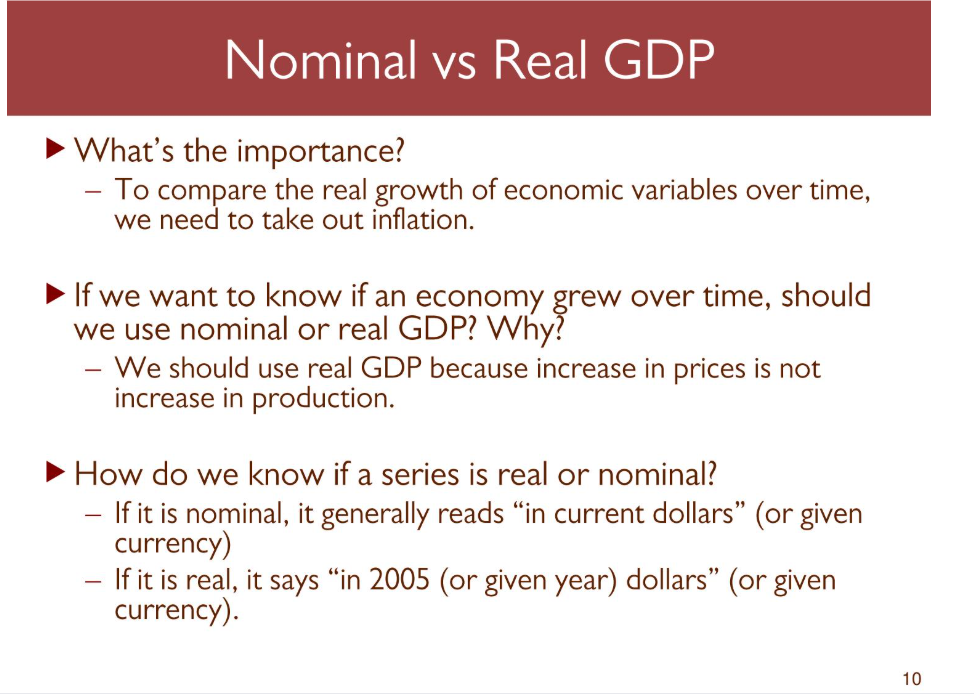 Nominal vs Real GDP
What’s the importance?
– To compare the real growth of economic variables over time,
we need to take out inflation.
If we want to know if an economy grew over time, should
we use nominal or real GDP? Why?
– We should use real GDP because increase in prices is not
increase in production.
How do we know if a series is real or nominal?
– If it is nominal, it generally reads “in current dollars” (or given
currency)
– If it is real, it says “in 2005 (or given year) dollars” (or given
currency).
10